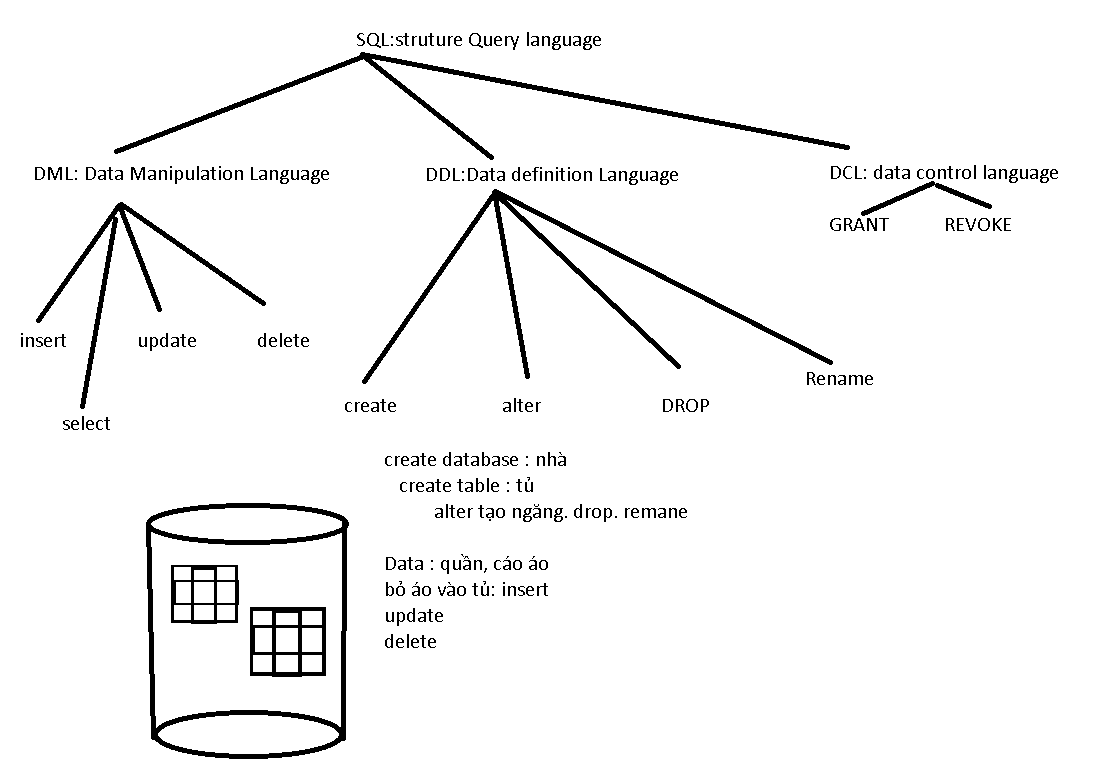 SQL:struture Query language
DML: Data Manipulation Language
DDL:Data definition Language
DCL: data control language
GRANT REVOKE
insert update delete
select
create alter DROP Rename
create database : nhà
create table : tủ
alter tạo ngăng. drop. remane
Data : quần, cáo áo
bỏ áo vào tủ: insert
update
delete